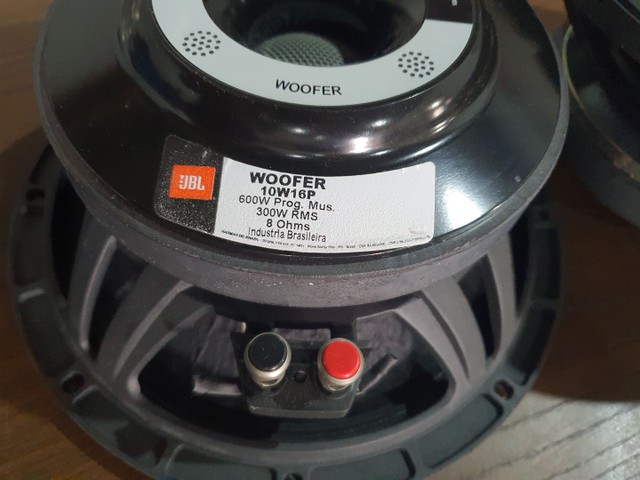 WOOFER
JBL
WOOFER
10W16P
600W Prog. Mus.
300W RMS
8 Ohms
Industria Brasileira